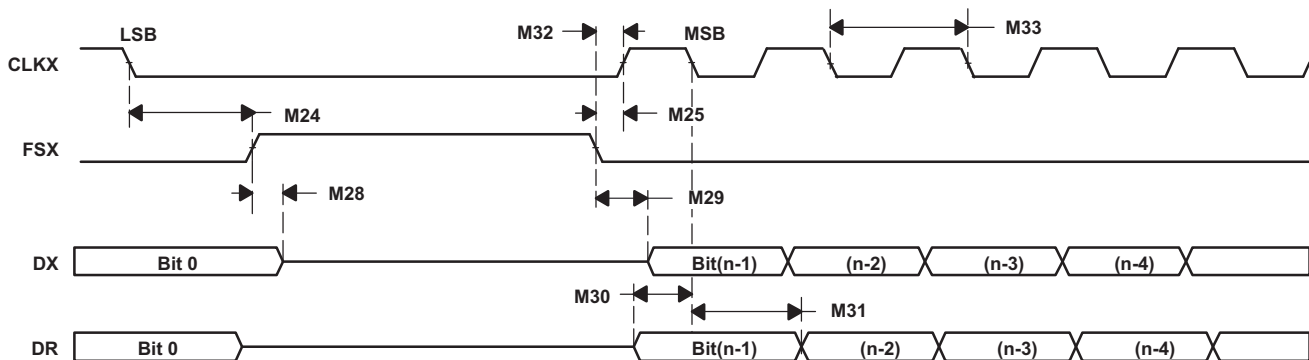 LSB M32 MSB M33
CLKX
M24 M25
FSX
M28 M29
DX Bit 0 Bit(n-1) (n-2) (n-3) (n-4)
M30 M31
DR Bit 0 Bit(n-1) (n-2) (n-3) (n-4)